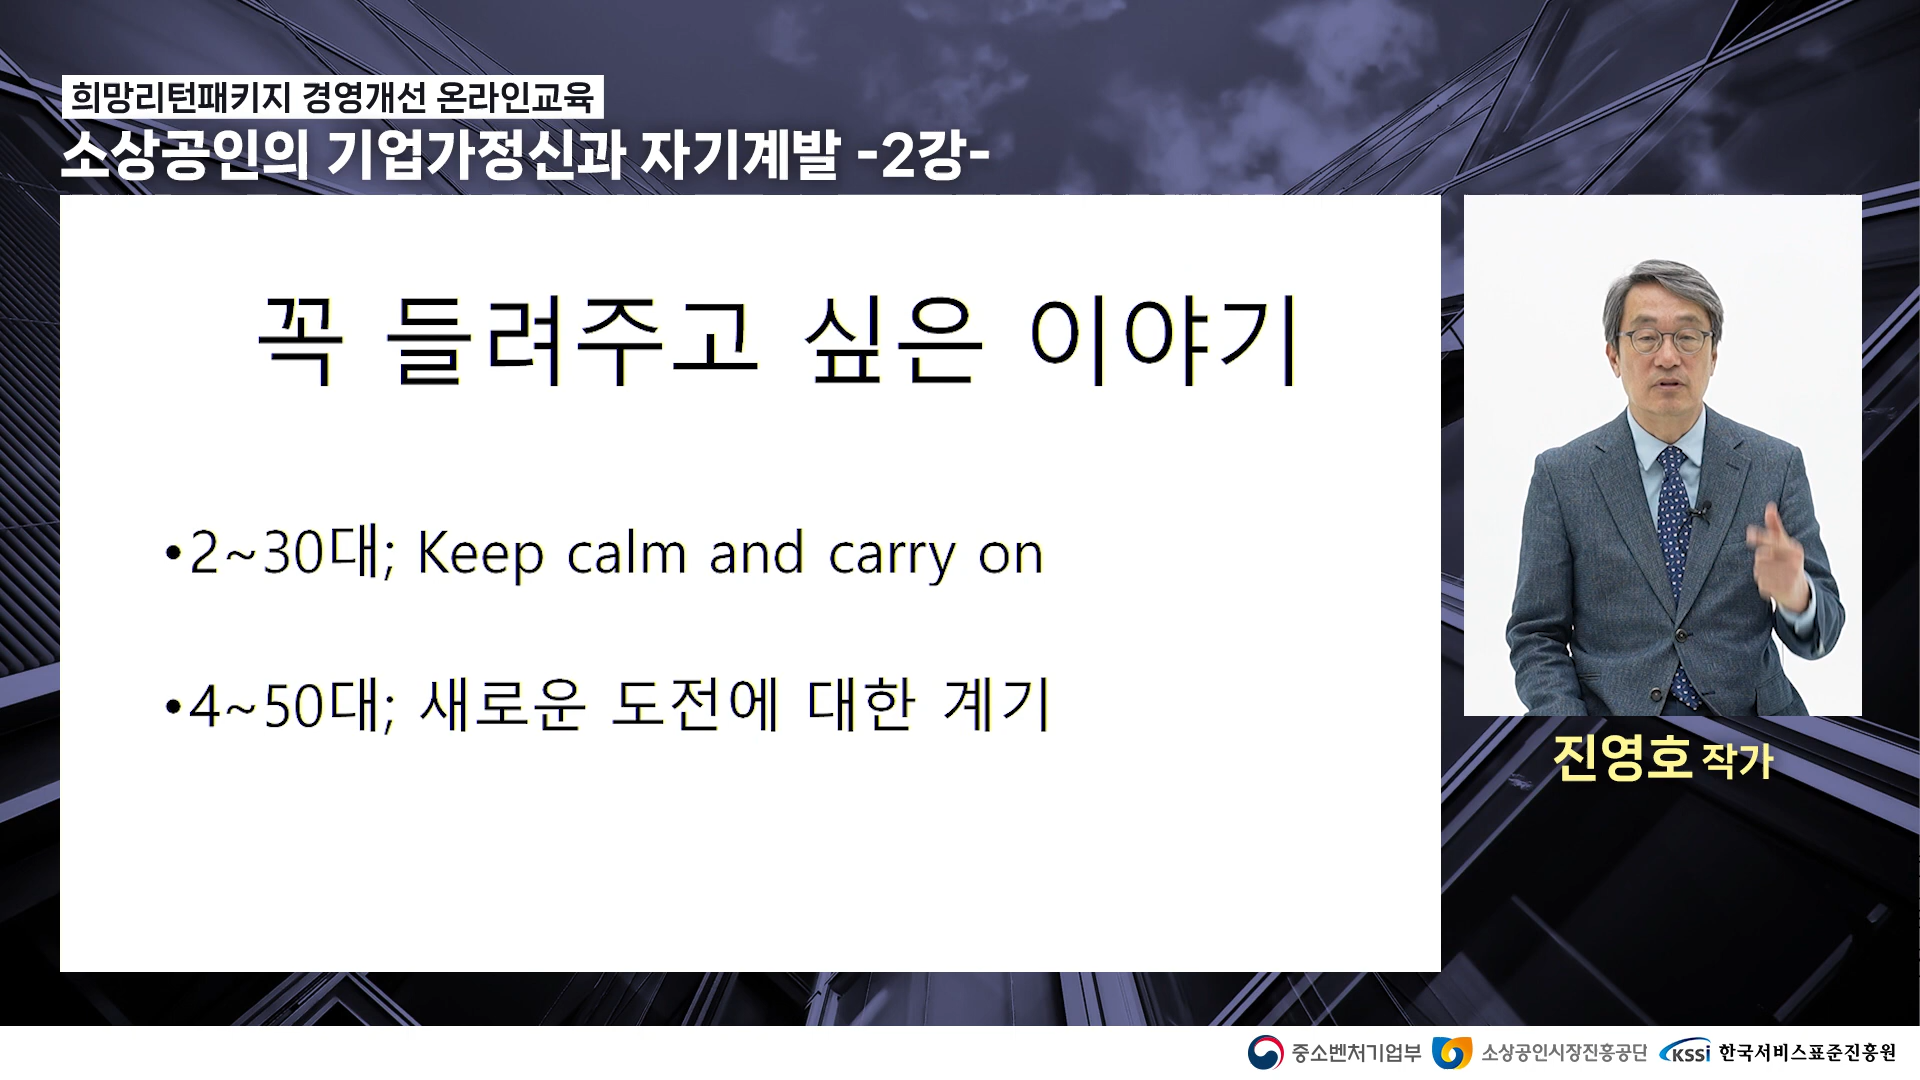 희망리턴패키지 경영개선 온라인교육
소상공인의 기업가정신과 자기계발 -2강-
꼭 들려주고 싶은 이야기
•2~30대; Keep calm and carry on
•4~50대; 새로운 도전에 대한 계기
진영호 작가
중소벤처기업부 소상공인시장진흥공단 KSSi 한국서비스표준진흥원